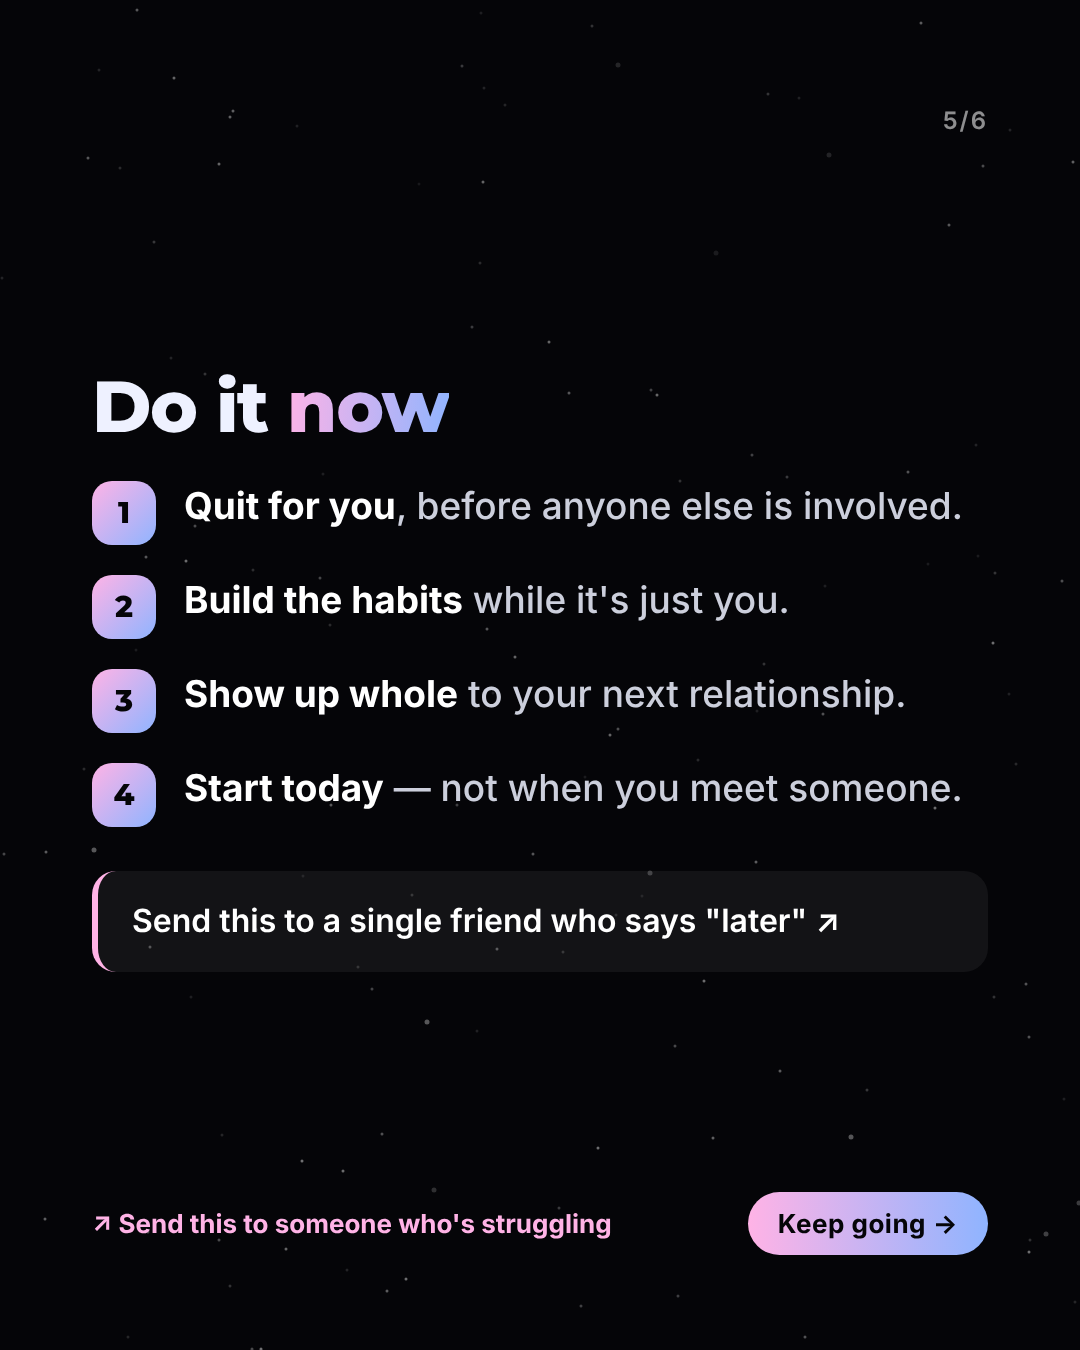 5/6
Do it now
1 Quit for you, before anyone else is involved.
2 Build the habits while it's just you.
3 Show up whole to your next relationship.
4 Start today — not when you meet someone.
Send this to a single friend who says "later" ↗
↗ Send this to someone who's struggling
Keep going →